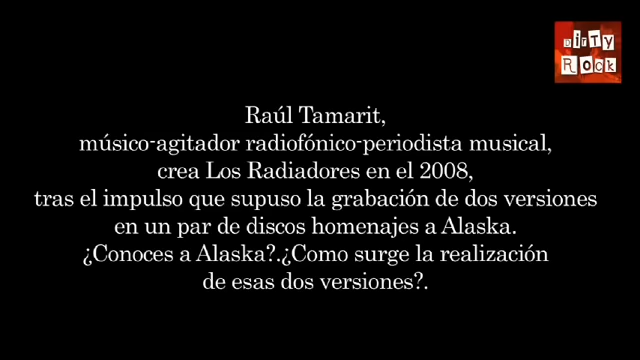 DiRTY
RoCK
Raúl Tamarit,
músico-agitador radiofónico-periodista musical,
crea Los Radiadores en el 2008,
tras el impulso que supuso la grabación de dos versiones
en un par de discos homenajes a Alaska.
¿Conoces a Alaska?.¿Como surge la realización
de esas dos versiones?.